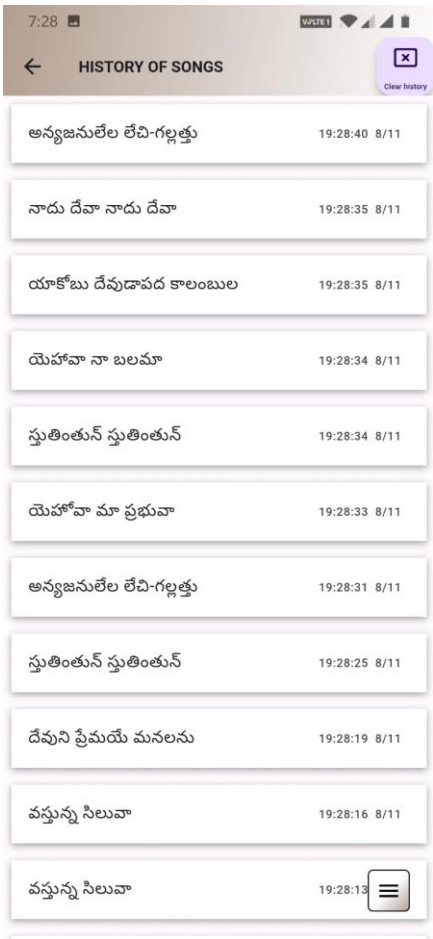 7:28
VoLTE1
← HISTORY OF SONGS
Clear history
అన్యజనులేల లేచి-గల్లత్తు 19:28:40 8/11
నాదు దేవా నాదు దేవా 19:28:35 8/11
యాకోబు దేవుడాపద కాలంబుల 19:28:35 8/11
యెహావా నా బలమా 19:28:34 8/11
స్తుతింతున్ స్తుతింతున్ 19:28:34 8/11
యెహోవా మా ప్రభువా 19:28:33 8/11
అన్యజనులేల లేచి-గల్లత్తు 19:28:31 8/11
స్తుతింతున్ స్తుతింతున్ 19:28:25 8/11
దేవుని ప్రేమయే మనలను 19:28:19 8/11
వస్తున్న సిలువా 19:28:16 8/11
వస్తున్న సిలువా 19:28:13